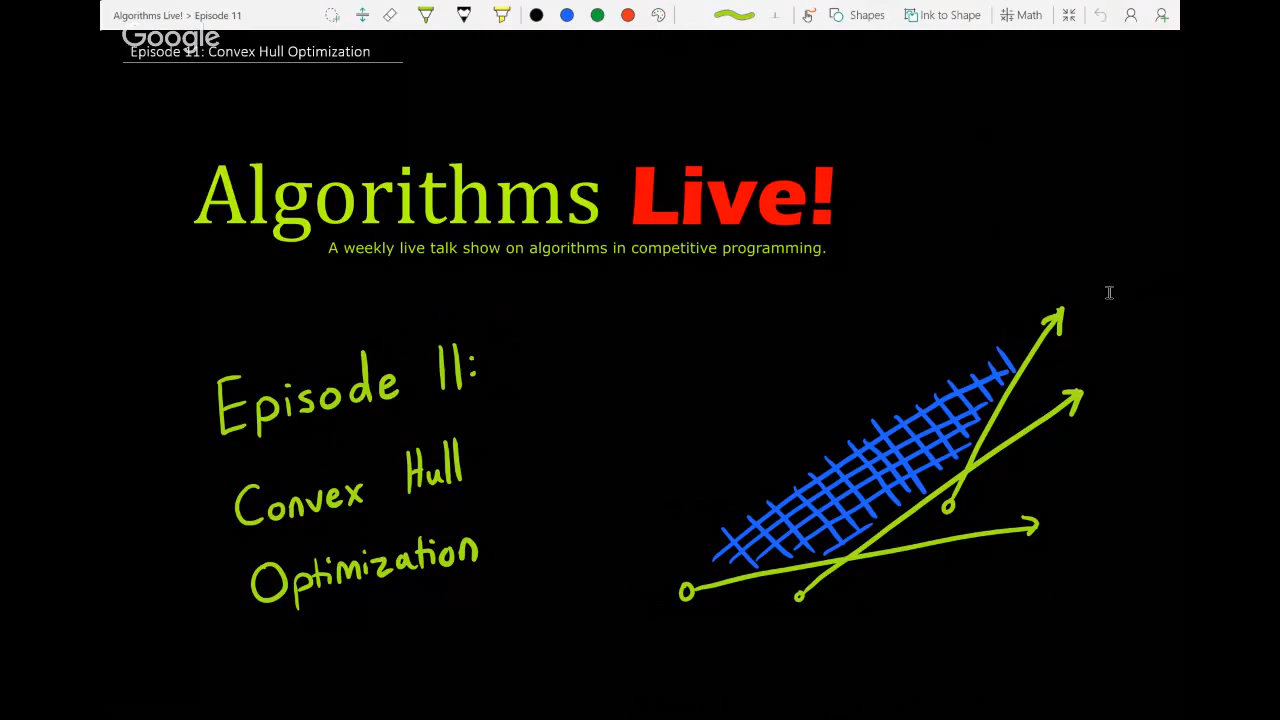 Algorithms Live! > Episode 11
Shapes
Ink to Shape
Math
Google
Episode 11: Convex Hull Optimization
Algorithms Live!
A weekly live talk show on algorithms in competitive programming.
Episode 11:
Convex Hull
Optimization